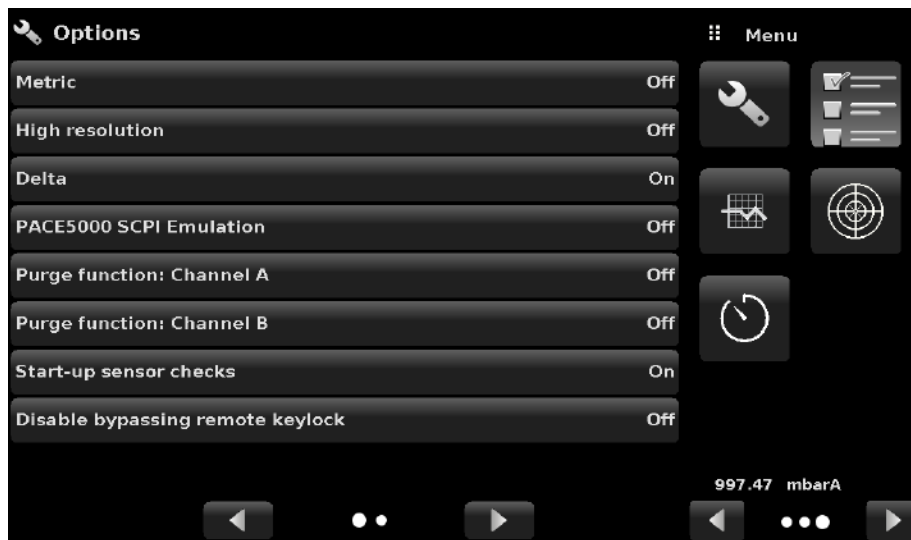 Options
Menu
Metric Off
High resolution Off
Delta On
PACE5000 SCPI Emulation Off
Purge function: Channel A Off
Purge function: Channel B Off
Start-up sensor checks On
Disable bypassing remote keylock Off
997.47 mbarA